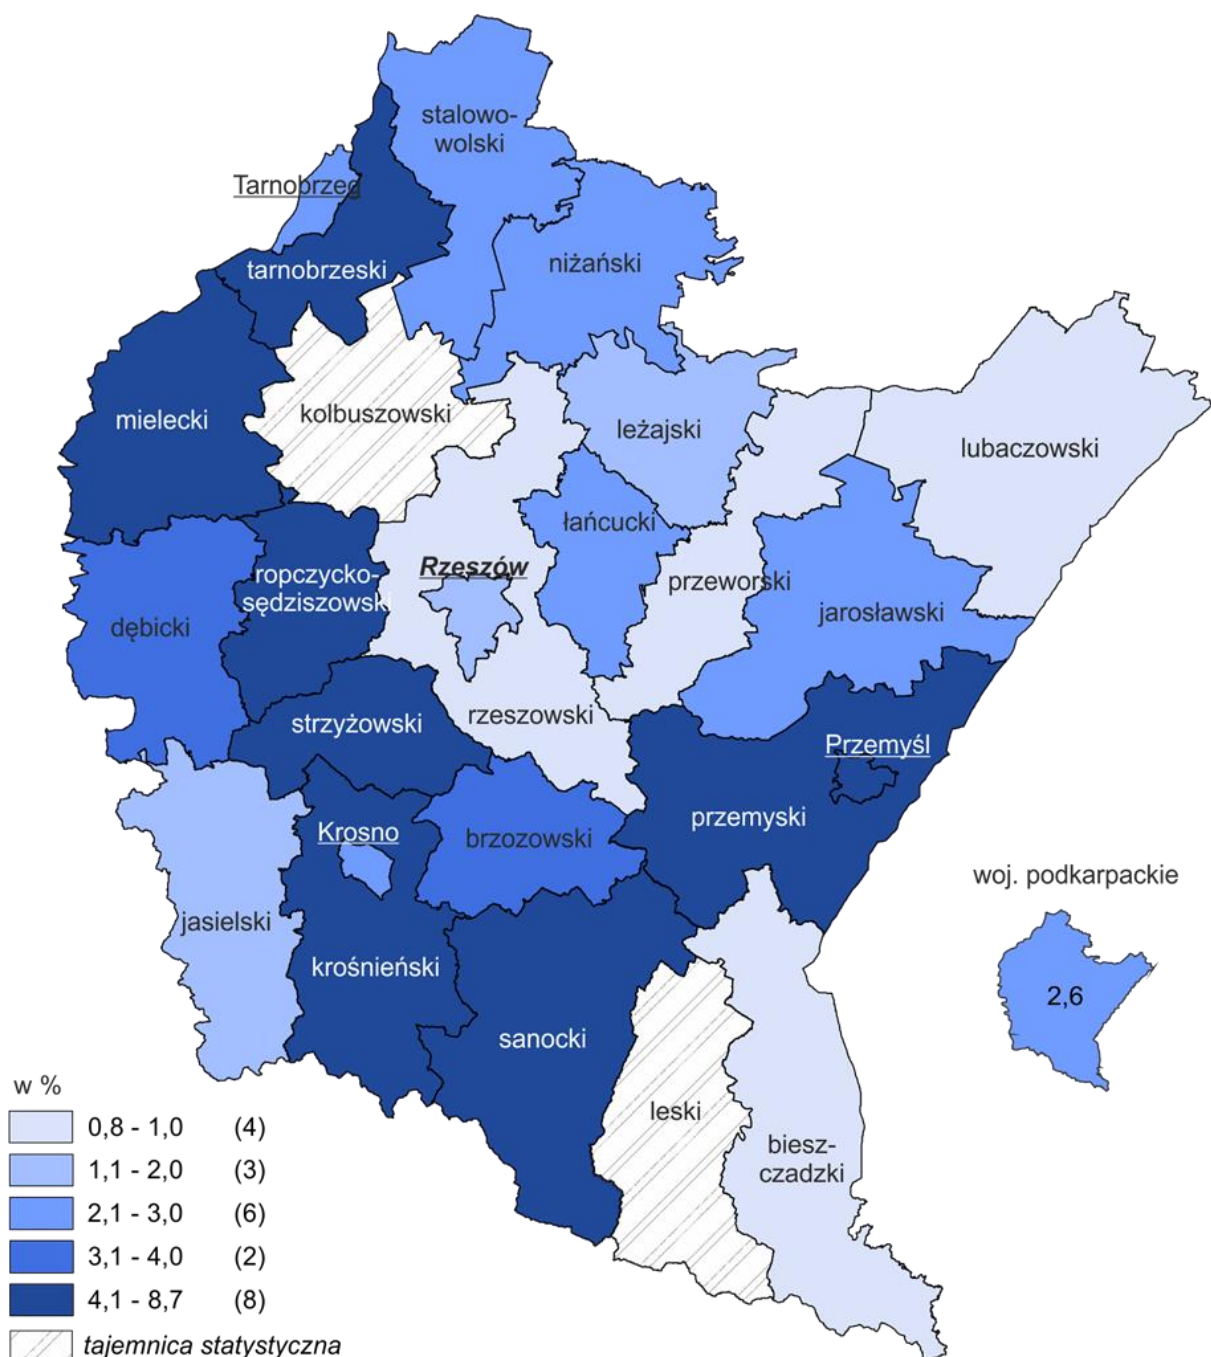 stalowo-
wolski
Tarnobrzeg
tarnobrzeski
niżański
mielecki
kolbuszowski
leżajski
lubaczowski
łańcucki
Rzeszów
przeworski
ropczycko-
sędziszowski
dębicki
jarosławski
rzeszowski
strzyżowski
Przemyśl
przemyski
Krosno
brzozowski
jasielski
krośnieński
sanocki
leski
biesz-
czadzki
woj. podkarpackie
2,6
w %
0,8 - 1,0 (4)
1,1 - 2,0 (3)
2,1 - 3,0 (6)
3,1 - 4,0 (2)
4,1 - 8,7 (8)
tajemnica statystyczna